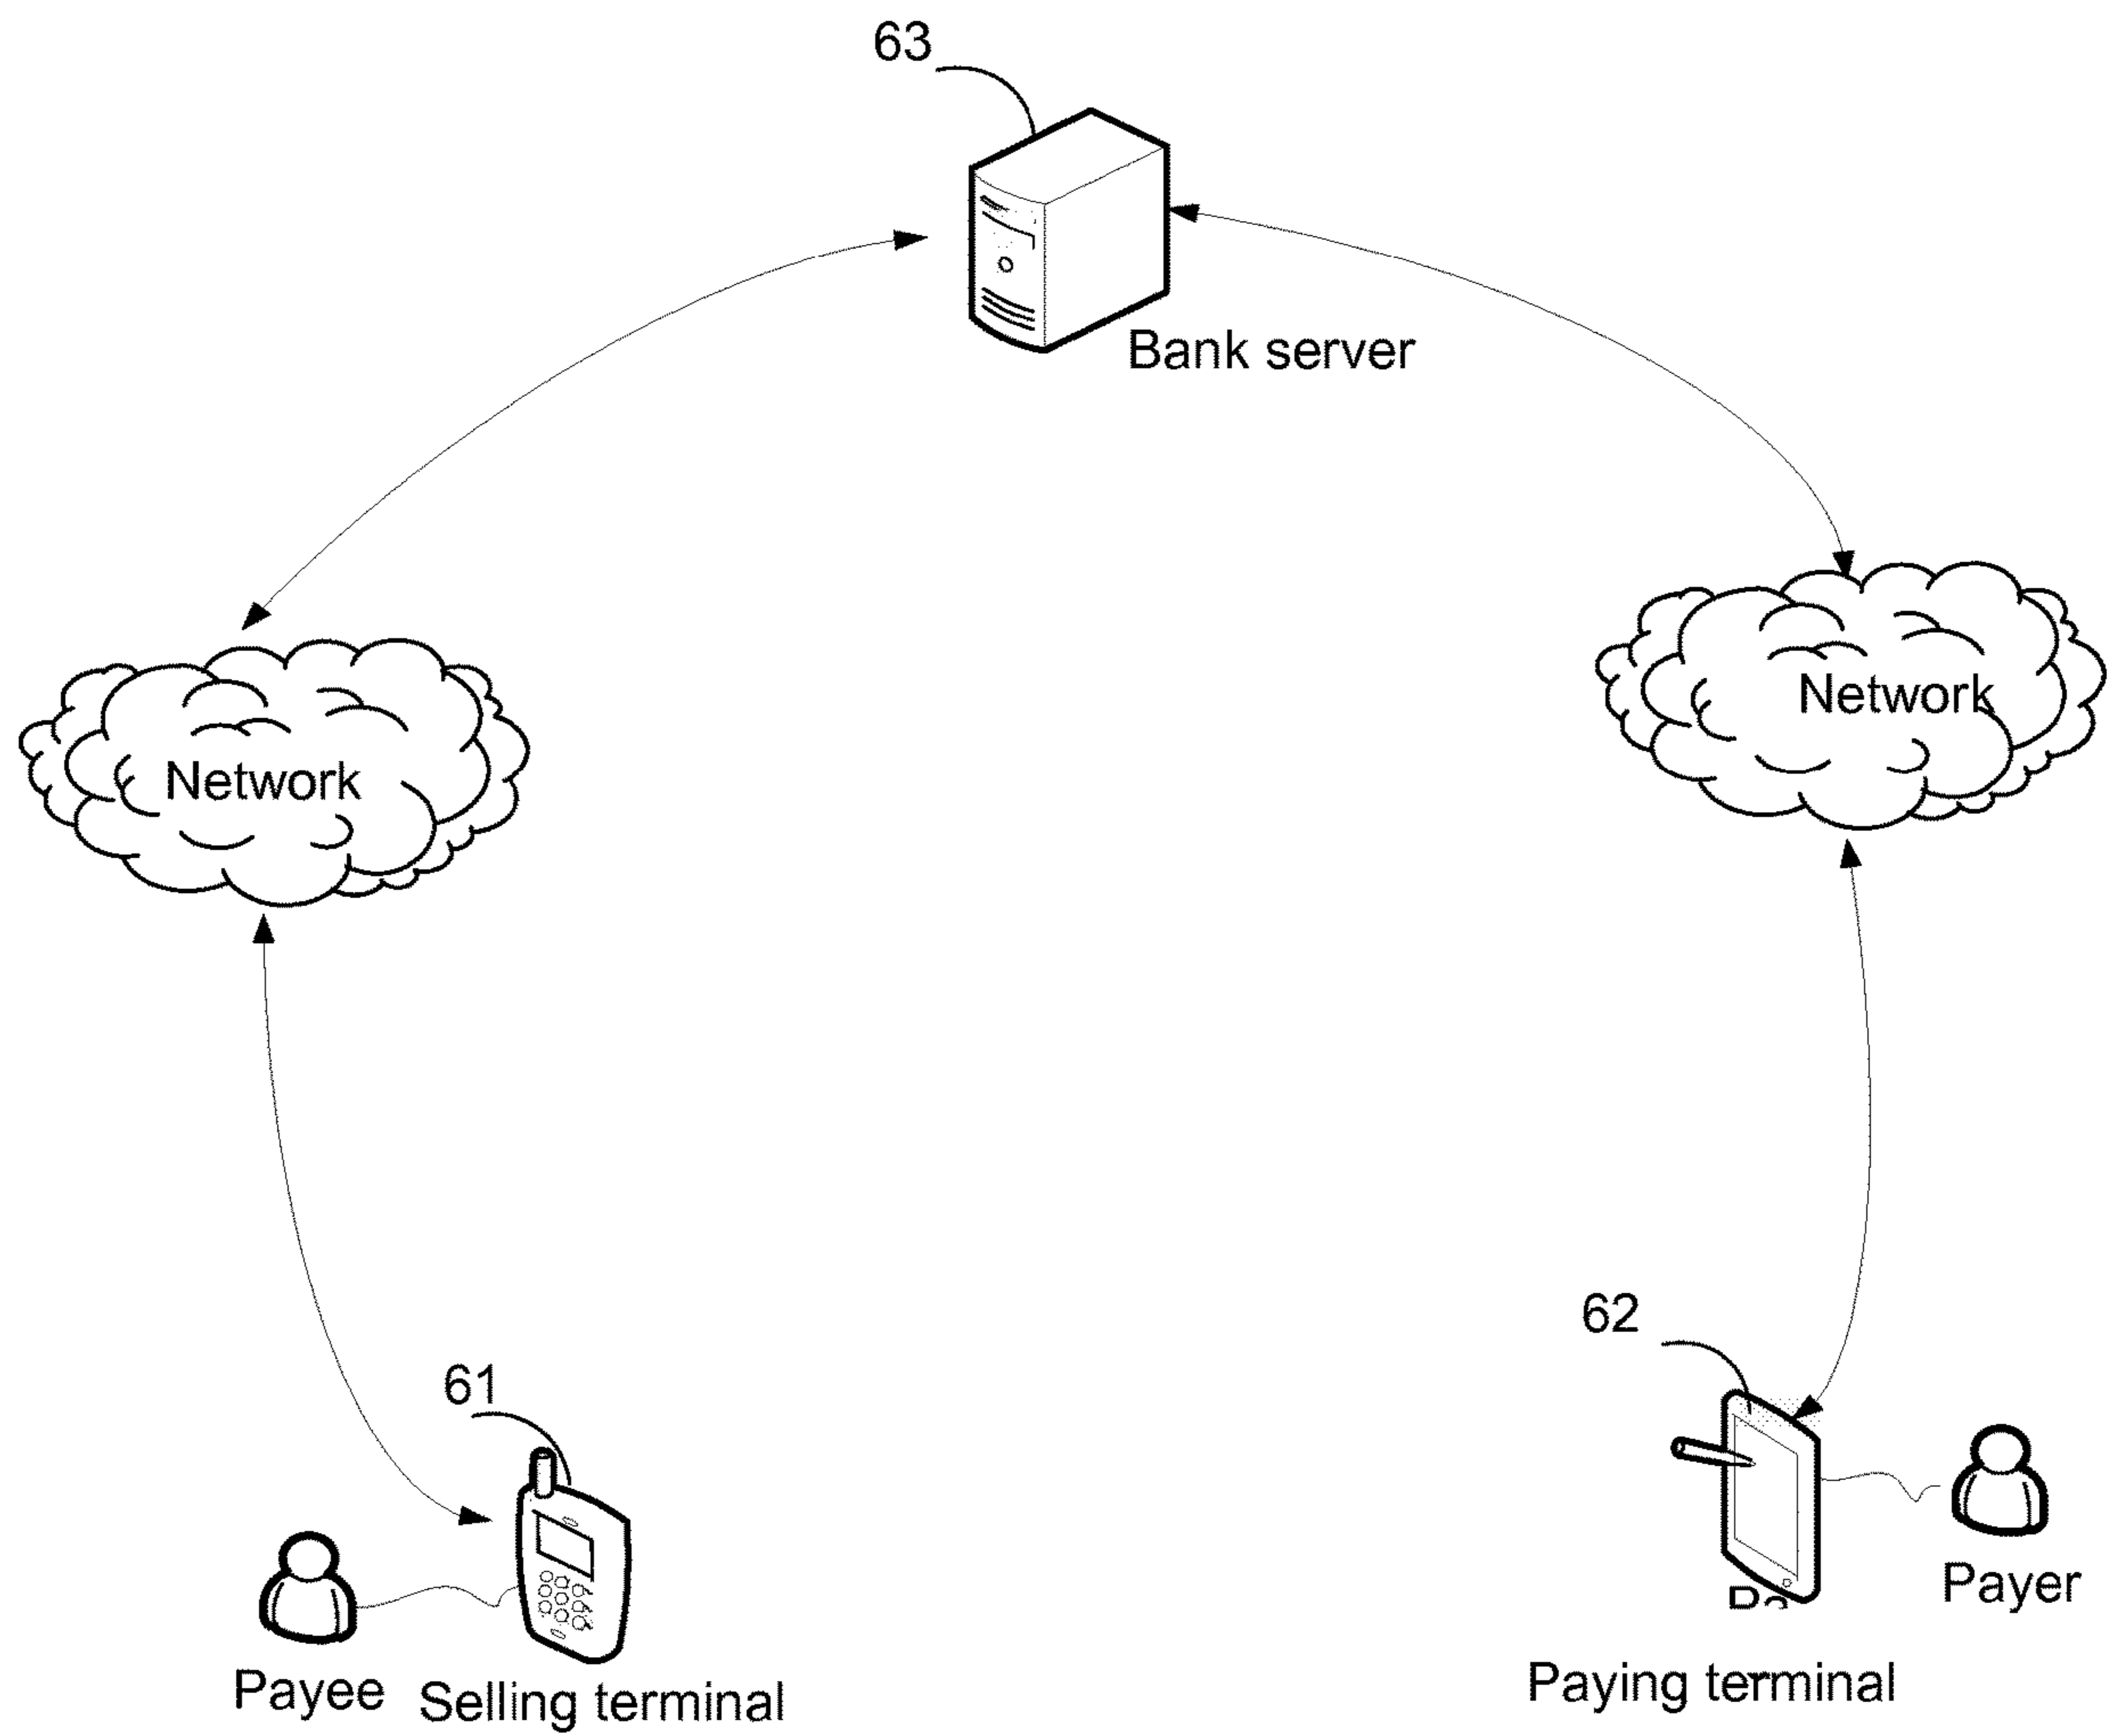 63
Bank server
Network
Network
62
61
Payer
Paying terminal
Payee
Selling terminal